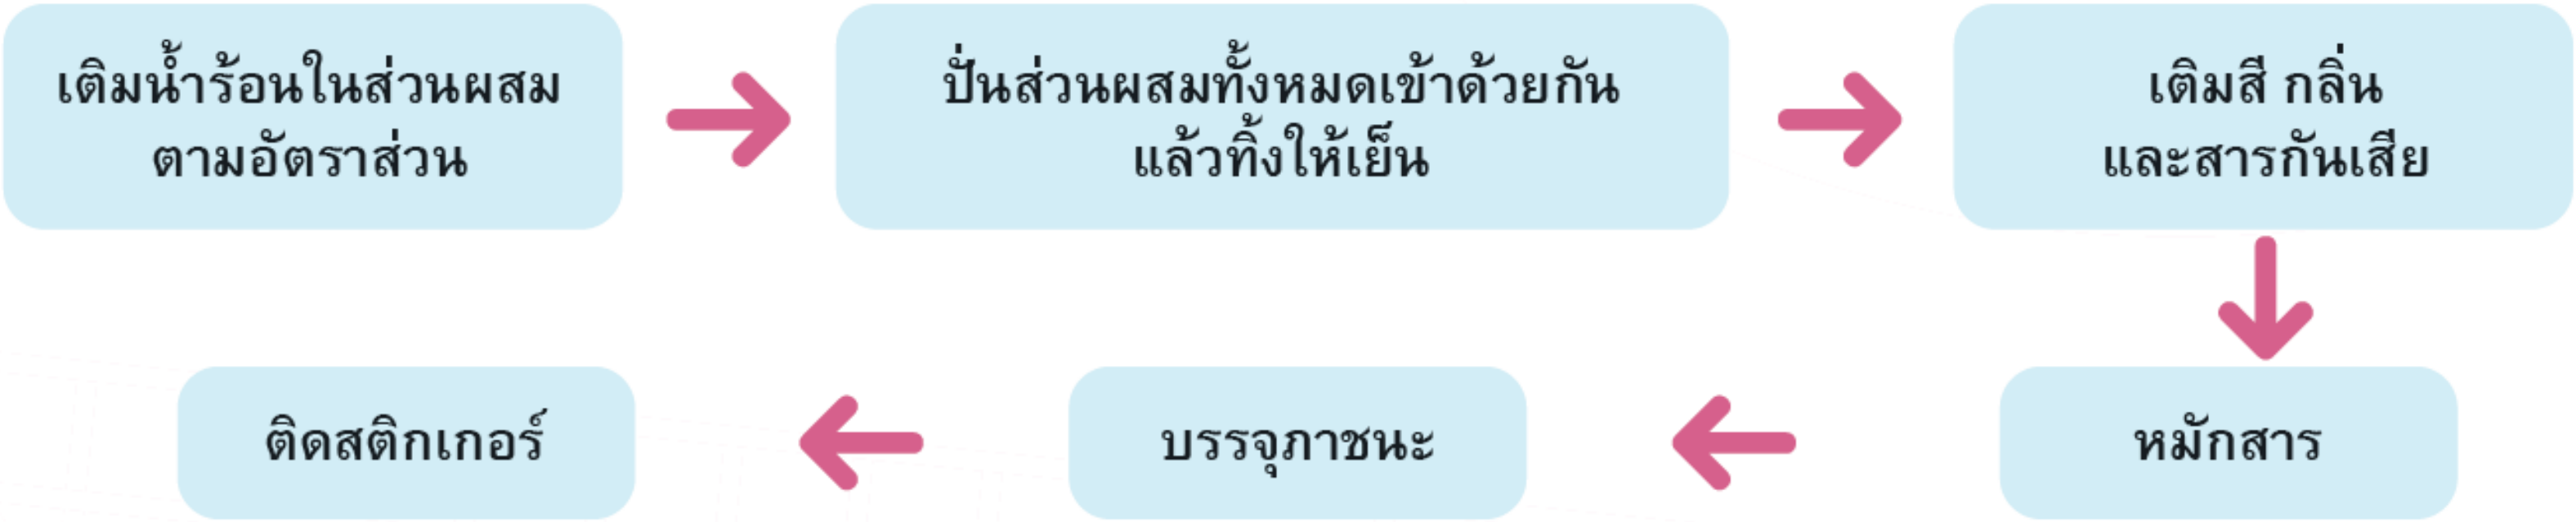 เติมน้ำร้อนในส่วนผสม
ตามอัตราส่วน
ปั่นส่วนผสมทั้งหมดเข้าด้วยกัน
แล้วทิ้งให้เย็น
เติมสี กลิ่น
และสารกันเสีย
หมักสาร
บรรจุภาชนะ
ติดสติกเกอร์